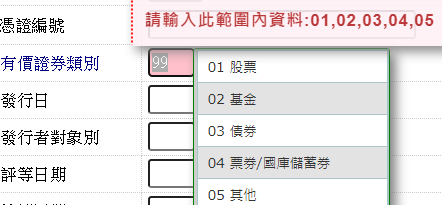 請輸入此範圍內資料:01,02,03,04,05
憑證編號
有價證券類別 99
01 股票
02 基金
發行日
03 債券
發行者對象別
04 票券/國庫儲蓄券
評等日期
05 其他